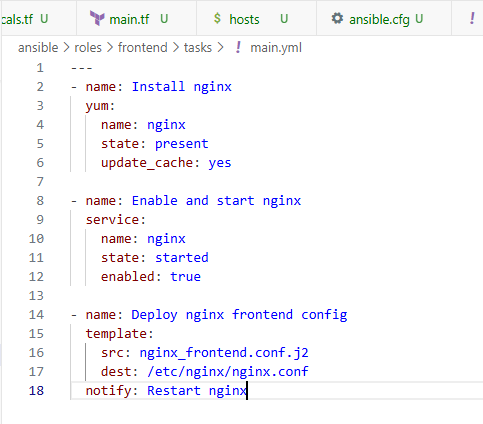 cals.tf U main.tf U $ hosts U ansible.cfg U !
ansible > roles > frontend > tasks > ! main.yml
1 ---
2 - name: Install nginx
3   yum:
4     name: nginx
5     state: present
6     update_cache: yes
7
8 - name: Enable and start nginx
9   service:
10     name: nginx
11     state: started
12     enabled: true
13
14 - name: Deploy nginx frontend config
15   template:
16     src: nginx_frontend.conf.j2
17     dest: /etc/nginx/nginx.conf
18   notify: Restart nginx